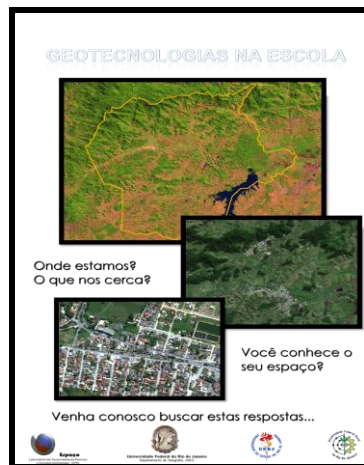 GEOTECNOLOGIAS NA ESCOLA
Onde estamos?
O que nos cerca?
Você conhece o
seu espaço?
Venha conosco buscar estas respostas...
Espaço
Universidade Federal do Rio de Janeiro